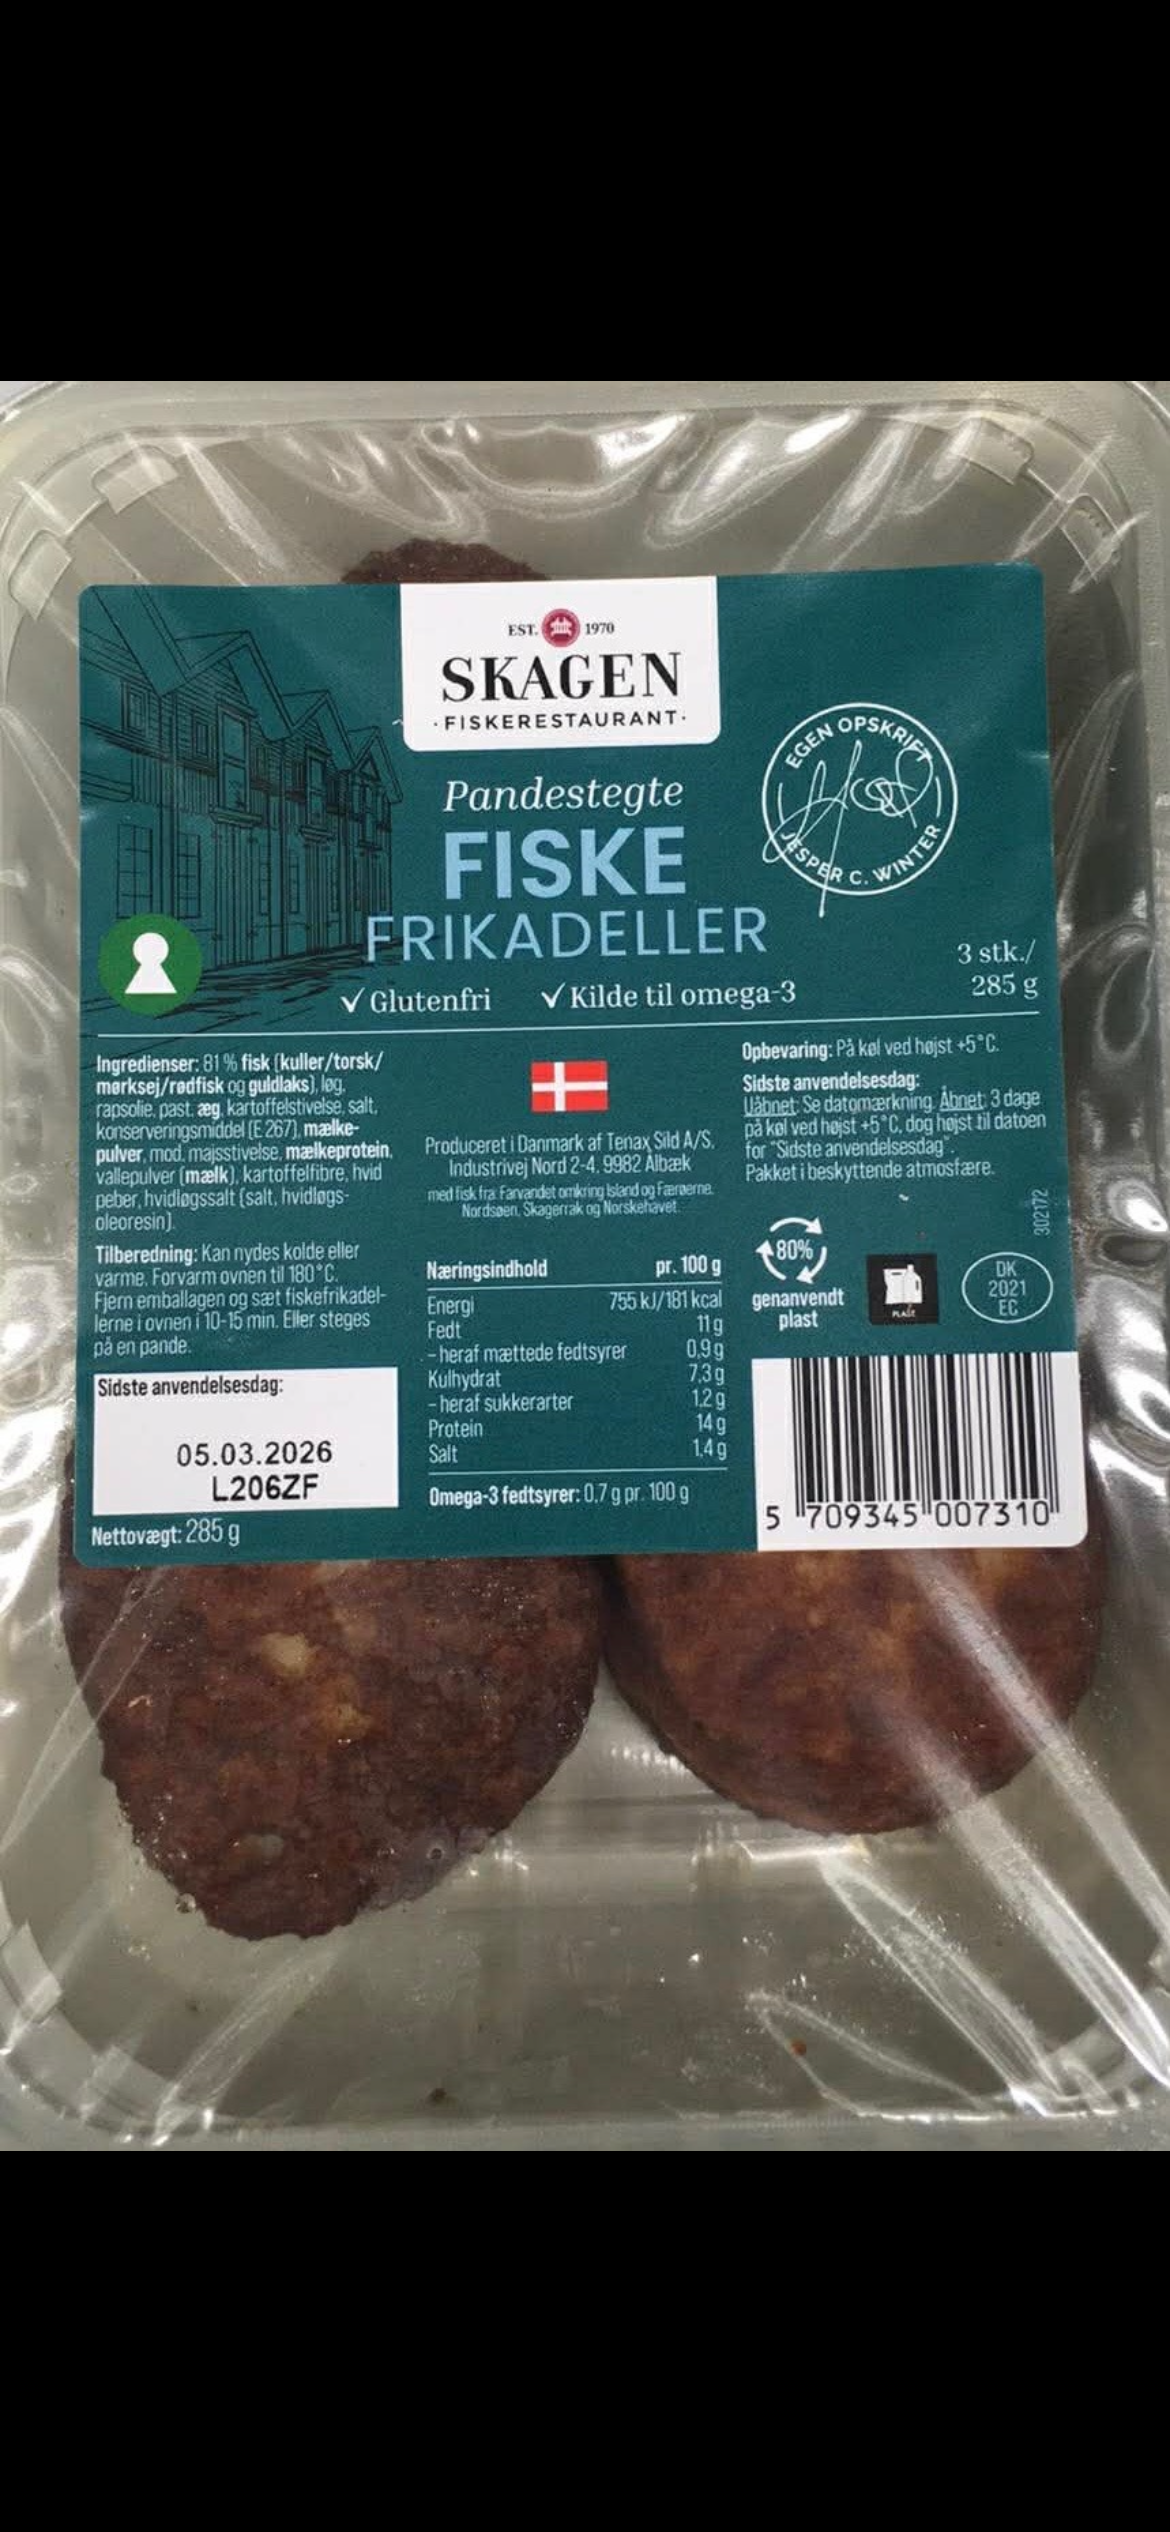 EST. 1970
SKAGEN
·FISKERESTAURANT·
Pandestegte
FISKE
FRIKADELLER
✓ Glutenfri ✓ Kilde til omega-3
EGEN OPSKRIFT
JESPER C. WINTER
3 stk./
285 g
Ingredienser: 81 % fisk (kuller/torsk/
mørksej/rødfisk og guldlaks), løg,
rapsolie, past. æg, kartoffelstivelse, salt,
konserveringsmiddel (E 267), mælke-
pulver, mod. majsstivelse, mælkeprotein,
vallepulver (mælk), kartoffelfibre, hvid
peber, hvidløgssalt (salt, hvidløgs-
oleoresin).
Tilberedning: Kan nydes kolde eller
varme. Forvarm ovnen til 180°C.
Fjern emballagen og sæt fiskefrikadel-
lerne i ovnen i 10-15 min. Eller steges
på en pande.
Sidste anvendelsesdag:
05.03.2026
L206ZF
Nettovægt: 285 g
Produceret i Danmark af Tenax Sild A/S,
Industrivej Nord 2-4, 9982 Ålbæk
med fisk fra: Farvandet omkring Island og Færøerne,
Nordsøen, Skagerrak og Norskehavet.
Næringsindhold pr. 100 g
Energi 755 kJ/181 kcal
Fedt 11 g
- heraf mættede fedtsyrer 0,9 g
Kulhydrat 7,3 g
- heraf sukkerarter 1,2 g
Protein 14 g
Salt 1,4 g
Omega-3 fedtsyrer: 0,7 g pr. 100 g
Opbevaring: På køl ved højst +5°C.
Sidste anvendelsesdag:
Uåbnet: Se datomærkning. Åbnet: 3 dage
på køl ved højst +5°C, dog højst til datoen
for "Sidste anvendelsesdag".
Pakket i beskyttende atmosfære.
302172
80%
genanvendt
plast
PLAST
DK
2021
EC
5 709345 007310